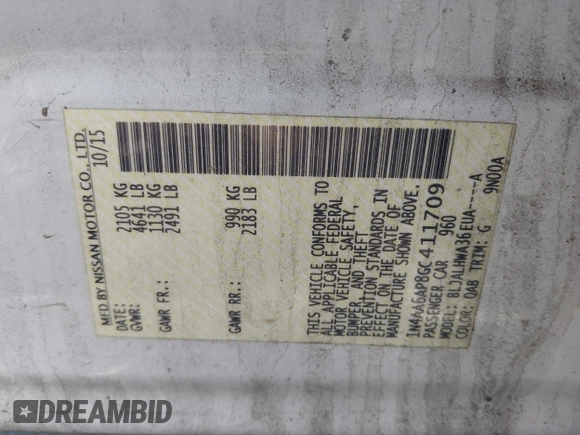 MFD BY NISSAN MOTOR CO., LTD.
10/15
GVWR: 2105 KG
4641 LB
GAWR FR: 1130 KG
2491 LB
GAWR RR: 990 KG
2183 LB
THIS VEHICLE CONFORMS TO
ALL APPLICABLE FEDERAL
MOTOR VEHICLE SAFETY,
BUMPER, AND THEFT
PREVENTION STANDARDS IN
EFFECT ON THE DATE OF
MANUFACTURE SHOWN ABOVE.
1N4AA6AP8GC411709
PASSENGER CAR 960
MODEL: BLJALHWA36EUA----A
COLOR: QAB TRIM: G 9N00A
DREAMBID